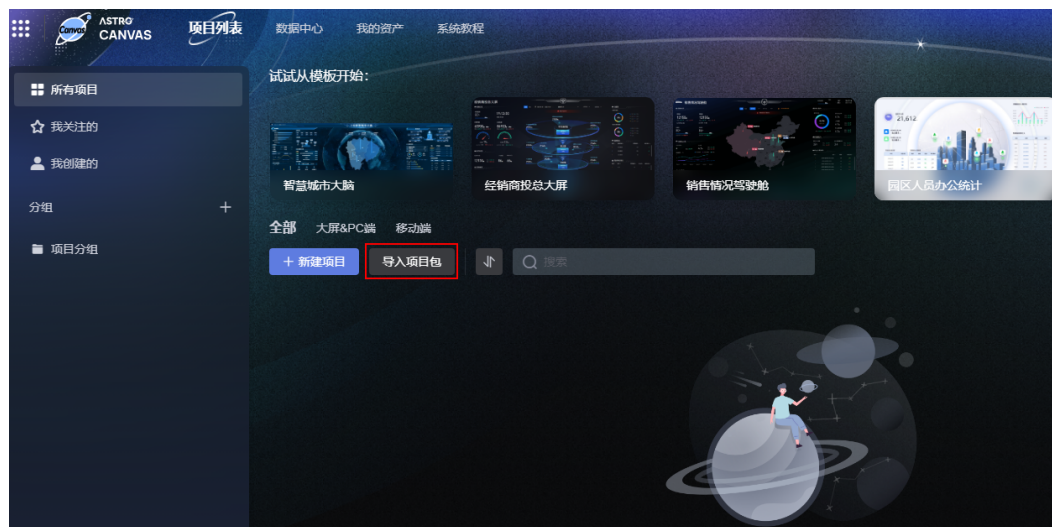 Canvas
ASTRO
CANVAS
项目列表
数据中心
我的资产
系统教程
所有项目
我关注的
我创建的
分组
项目分组
试试从模板开始:
智慧城市大脑
经销商投总大屏
销售情况驾驶舱
21,612
园区人员办公统计
全部
大屏&PC端
移动端
+ 新建项目
导入项目包
搜索